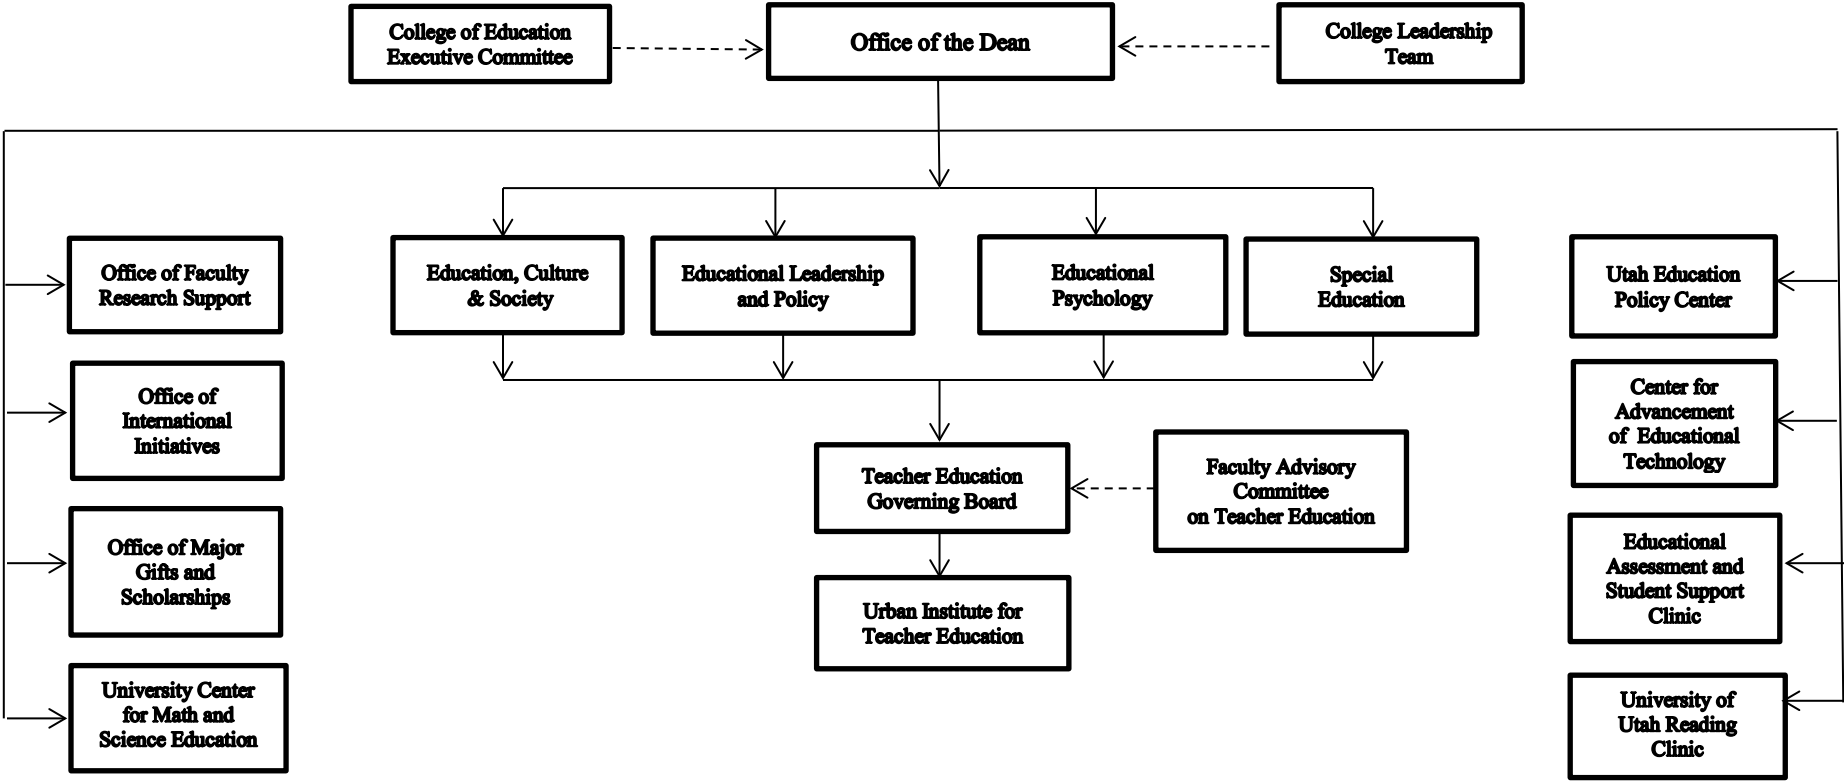 College of Education
Executive Committee
Office of the Dean
College Leadership
Team
Office of Faculty
Research Support
Education, Culture
& Society
Educational Leadership
and Policy
Educational
Psychology
Special
Education
Utah Education
Policy Center
Office of
International
Initiatives
Center for
Advancement
of Educational
Technology
Teacher Education
Governing Board
Faculty Advisory
Committee
on Teacher Education
Office of Major
Gifts and
Scholarships
Educational
Assessment and
Student Support
Clinic
Urban Institute for
Teacher Education
University Center
for Math and
Science Education
University of
Utah Reading
Clinic